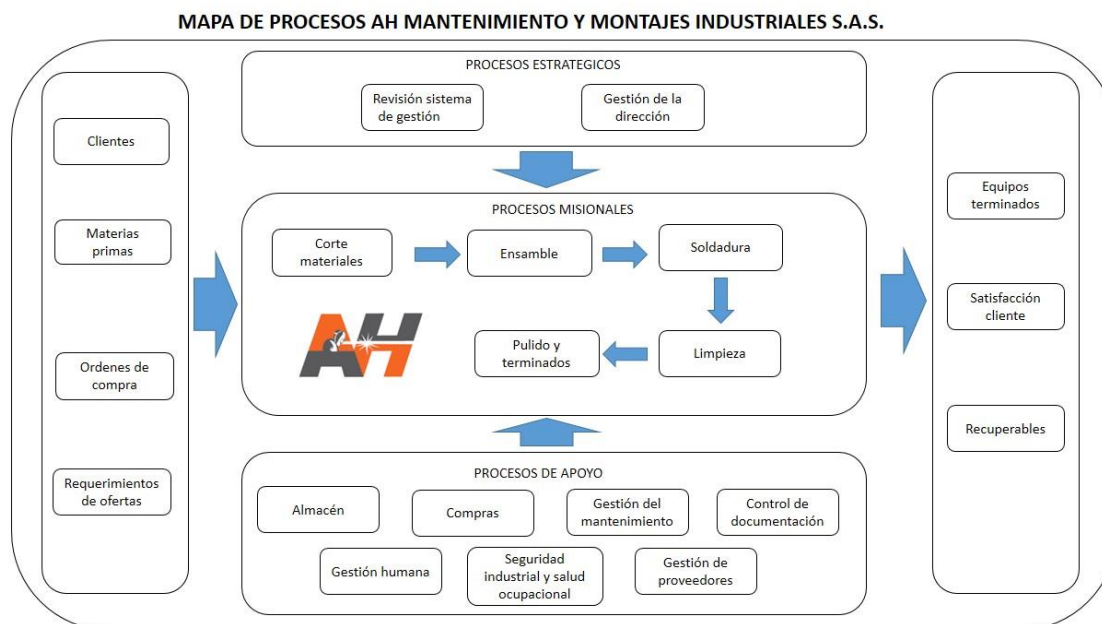 MAPA DE PROCESOS AH MANTENIMIENTO Y MONTAJES INDUSTRIALES S.A.S.
Clientes
Materias
primas
Ordenes de
compra
Requerimientos
de ofertas
PROCESOS ESTRATEGICOS
Revisión sistema
de gestión
Gestión de la
dirección
PROCESOS MISIONALES
Corte
materiales
Ensamble
Soldadura
Limpieza
Pulido y
terminados
AH
PROCESOS DE APOYO
Almacén
Compras
Gestión del
mantenimiento
Control de
documentación
Gestión humana
Seguridad
industrial y salud
ocupacional
Gestión de
proveedores
Equipos
terminados
Satisfacción
cliente
Recuperables